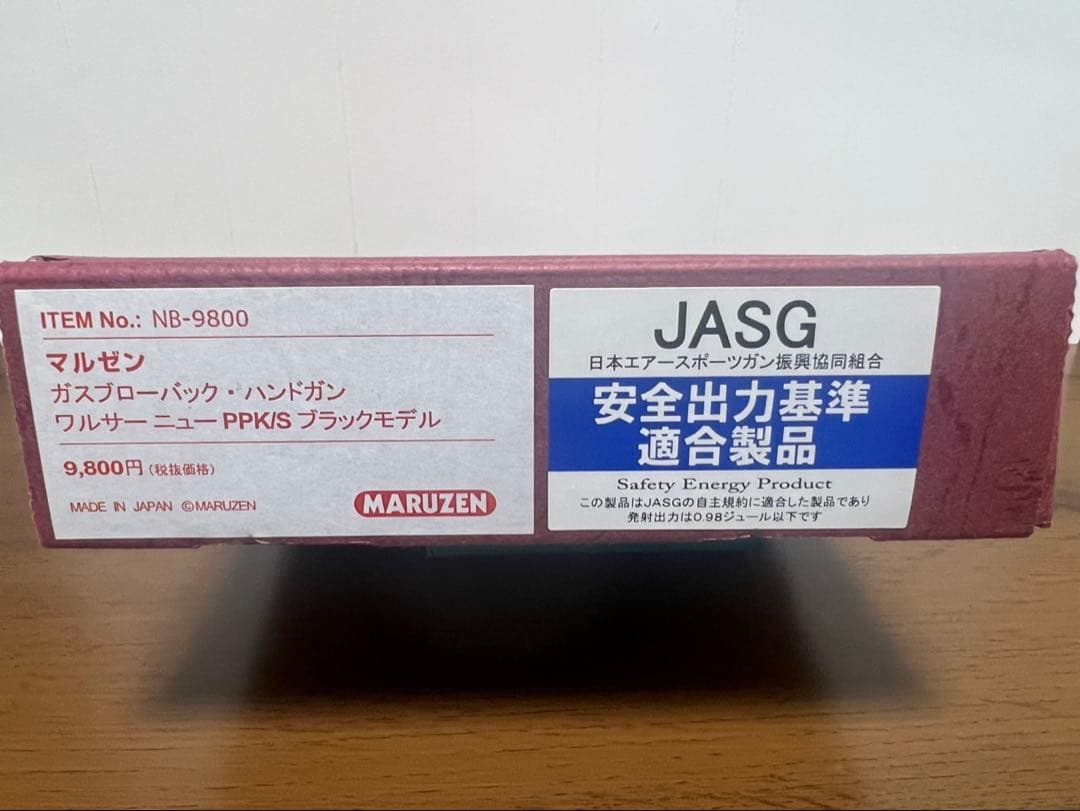 ITEM No.: NB-9800
マルゼン
ガスブローバック・ハンドガン
ワルサー ニュー PPK/S ブラックモデル
9,800円 (税抜価格)
MADE IN JAPAN ©MARUZEN
MARUZEN
JASG
日本エアースポーツガン振興協同組合
安全出力基準
適合製品
Safety Energy Product
この製品はJASGの自主規約に適合した製品であり
発射出力は0.98ジュール以下です